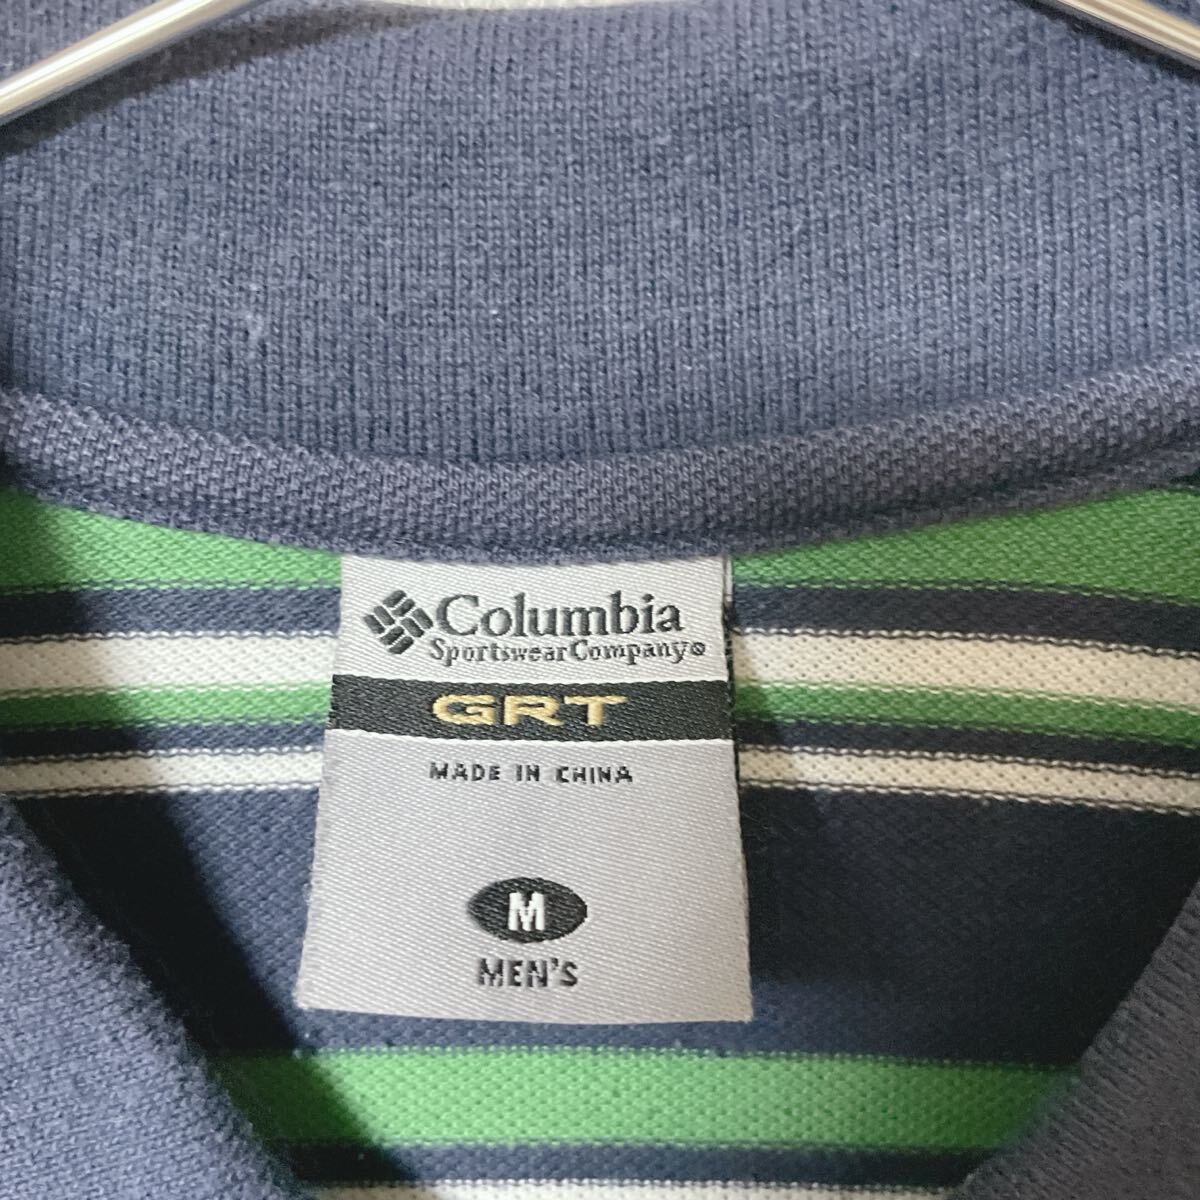 Columbia
Sportswear Company®
GRT
MADE IN CHINA
M
MEN'S